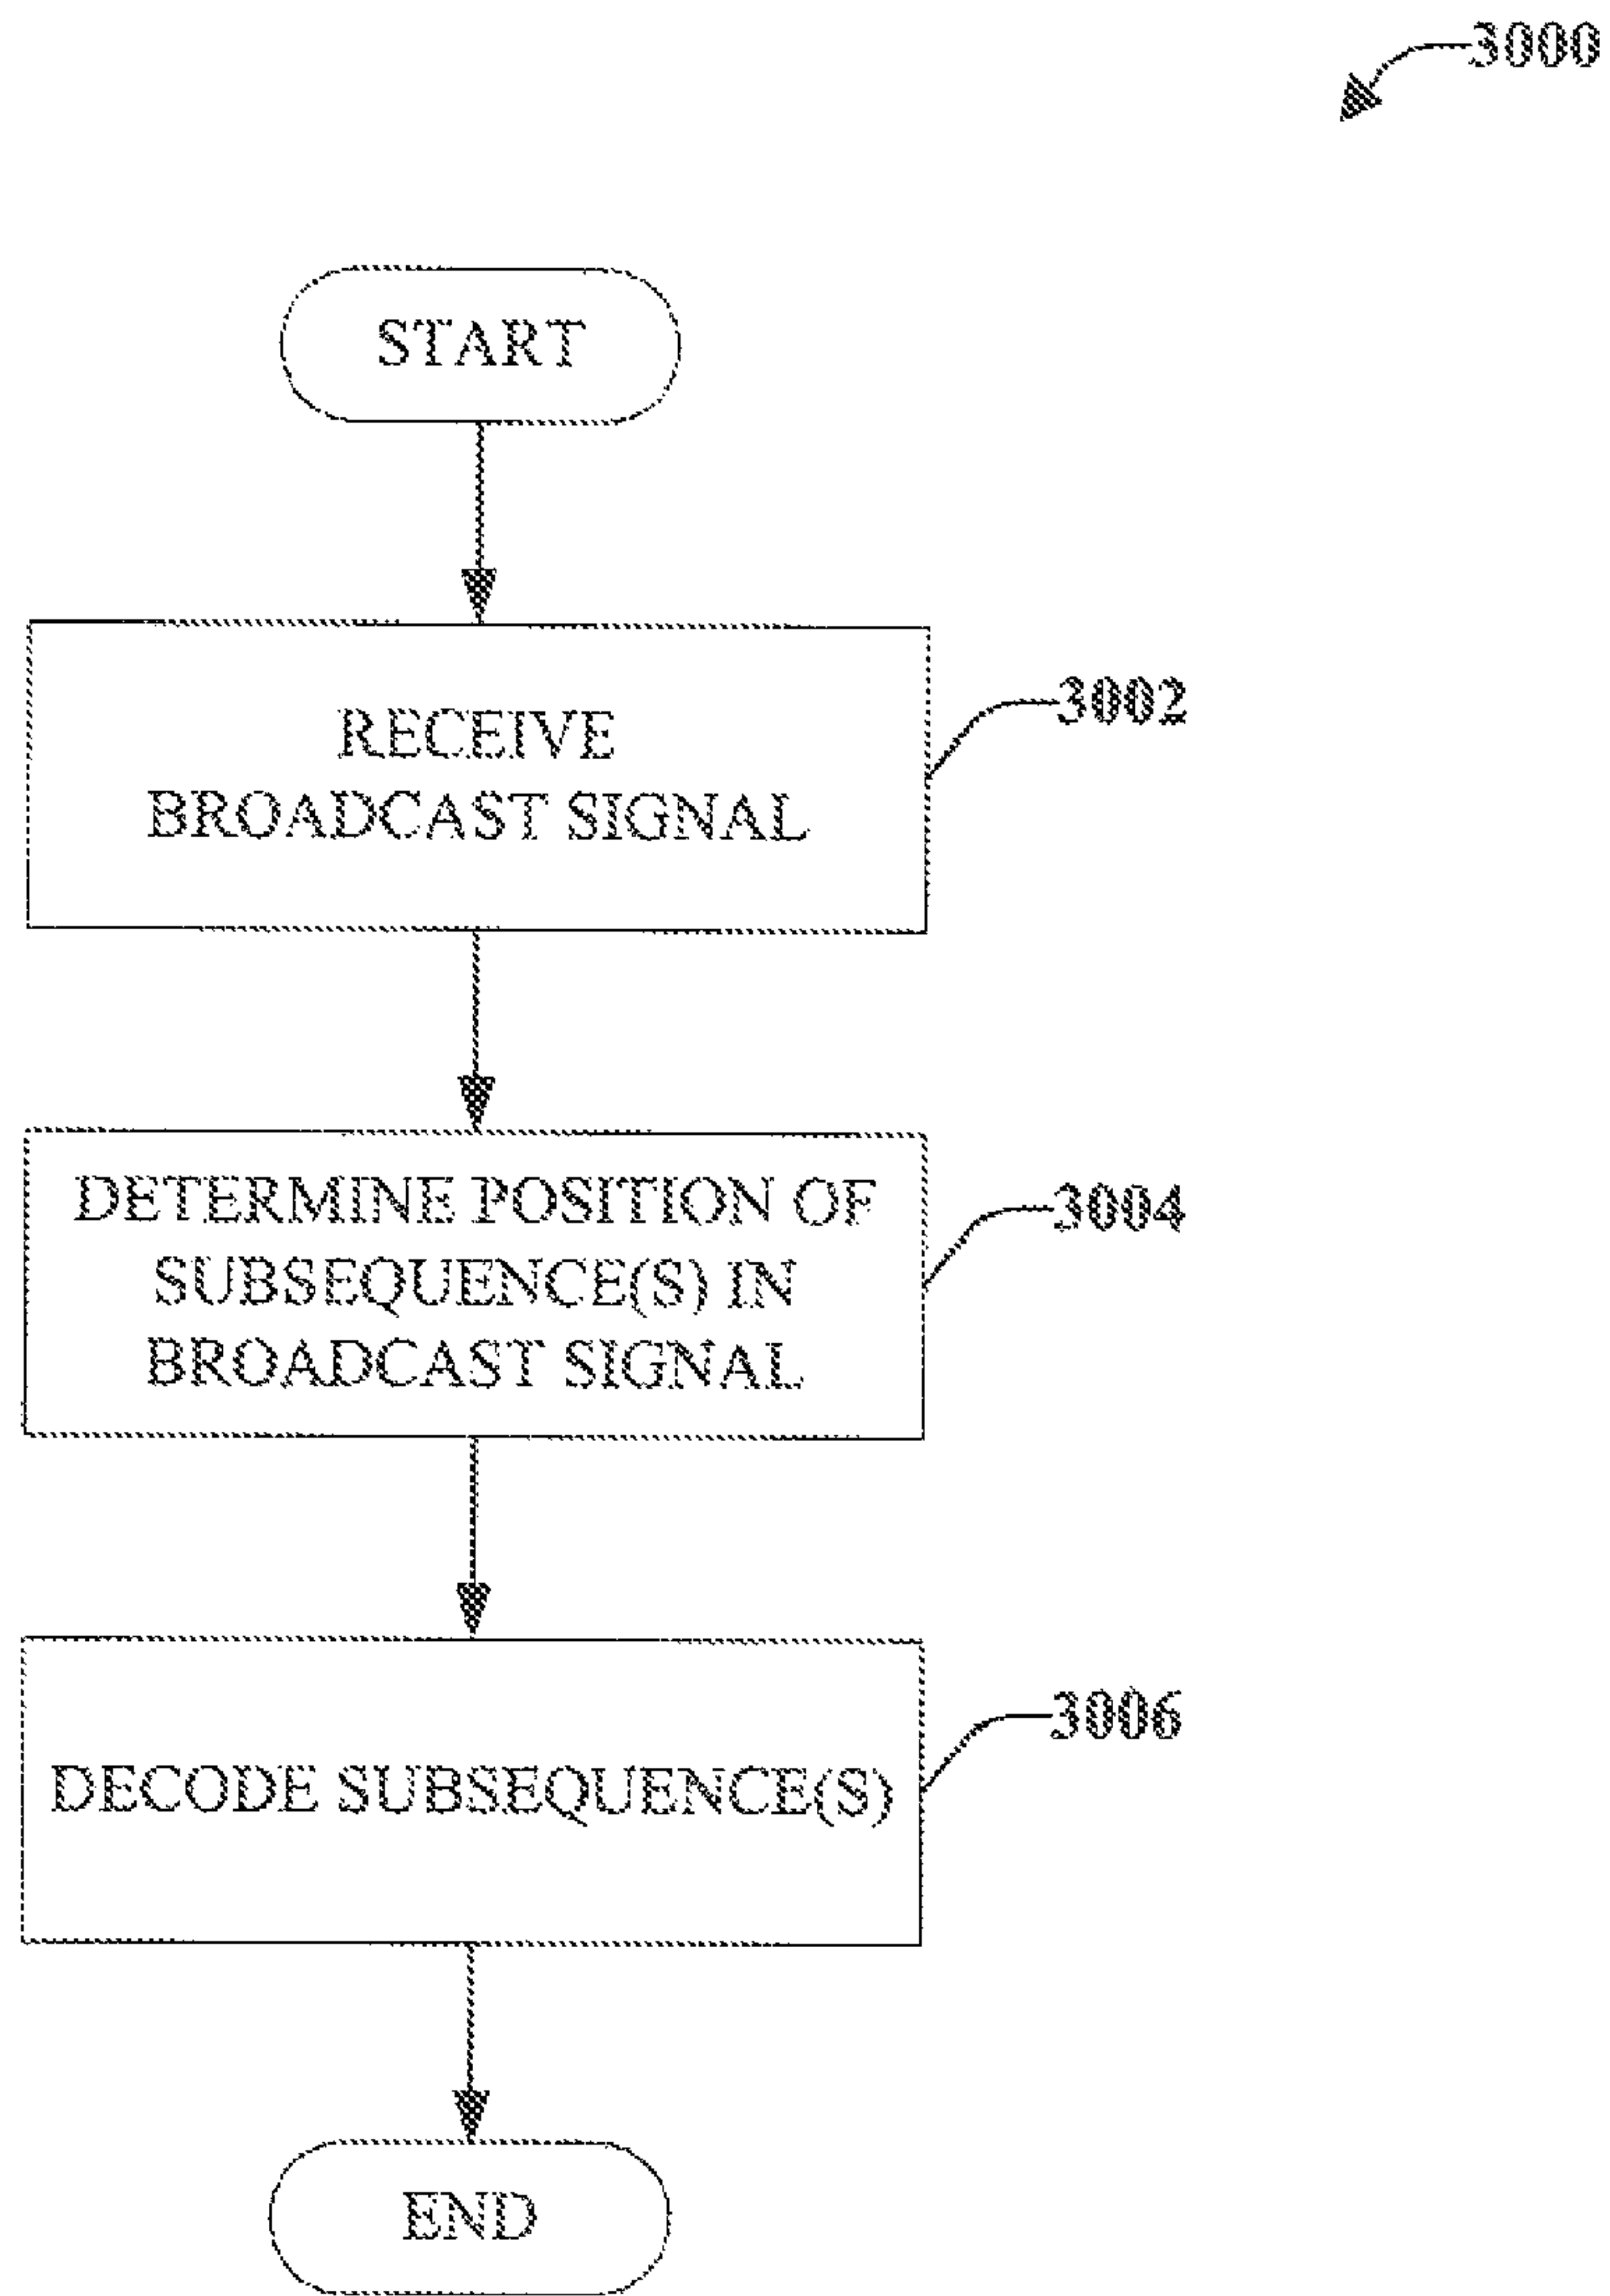 3000
START
RECEIVE
BROADCAST SIGNAL
3002
DETERMINE POSITION OF
SUBSEQUENCE(S) IN
BROADCAST SIGNAL
3004
DECODE SUBSEQUENCE(S)
3006
END